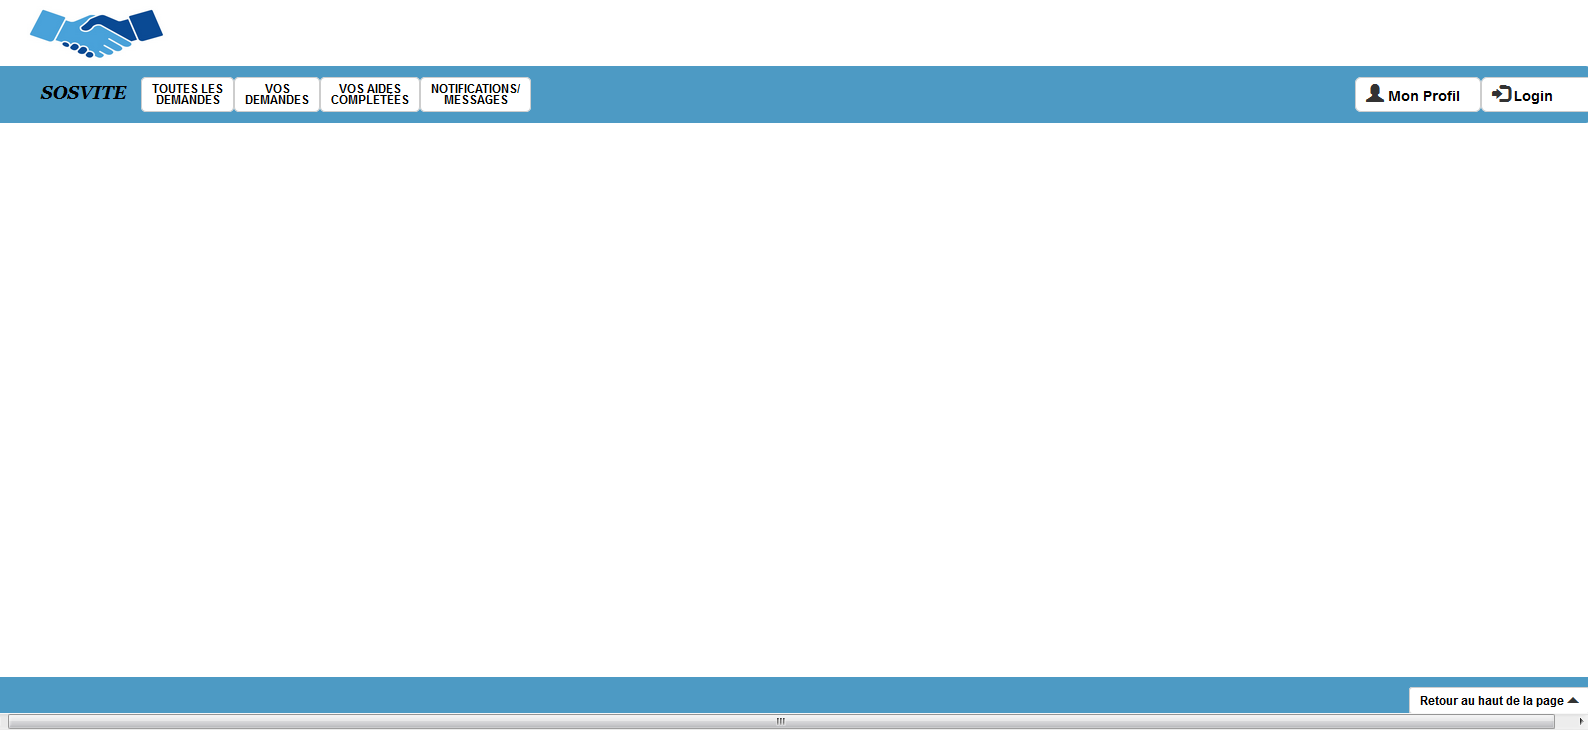 SOSVITE
TOUTES LES
DEMANDES
VOS
DEMANDES
VOS AIDES
COMPLETÉES
NOTIFICATIONS/
MESSAGES
Mon Profil
Login
Retour au haut de la page